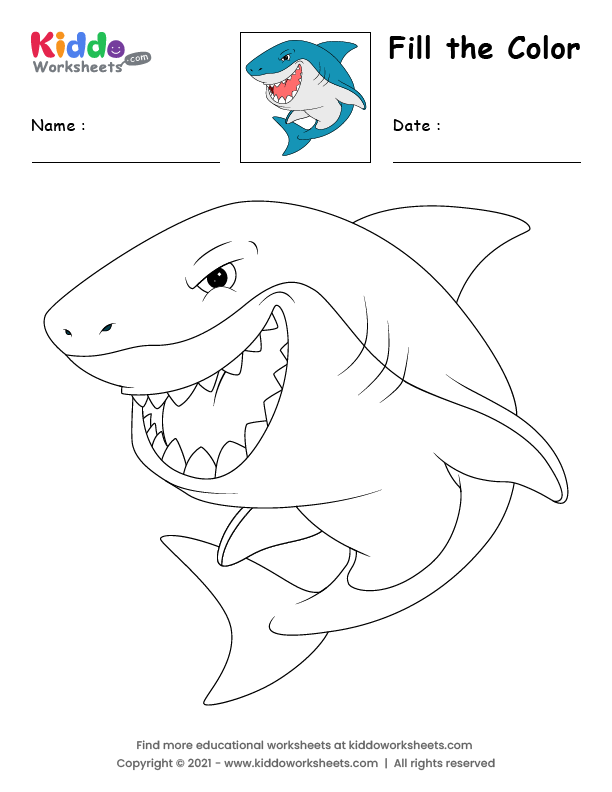 Kiddo
Worksheets.com
Fill the Color
Name :
Date :
Find more educational worksheets at kiddoworksheets.com
Copyright © 2021 - www.kiddoworksheets.com | All rights reserved